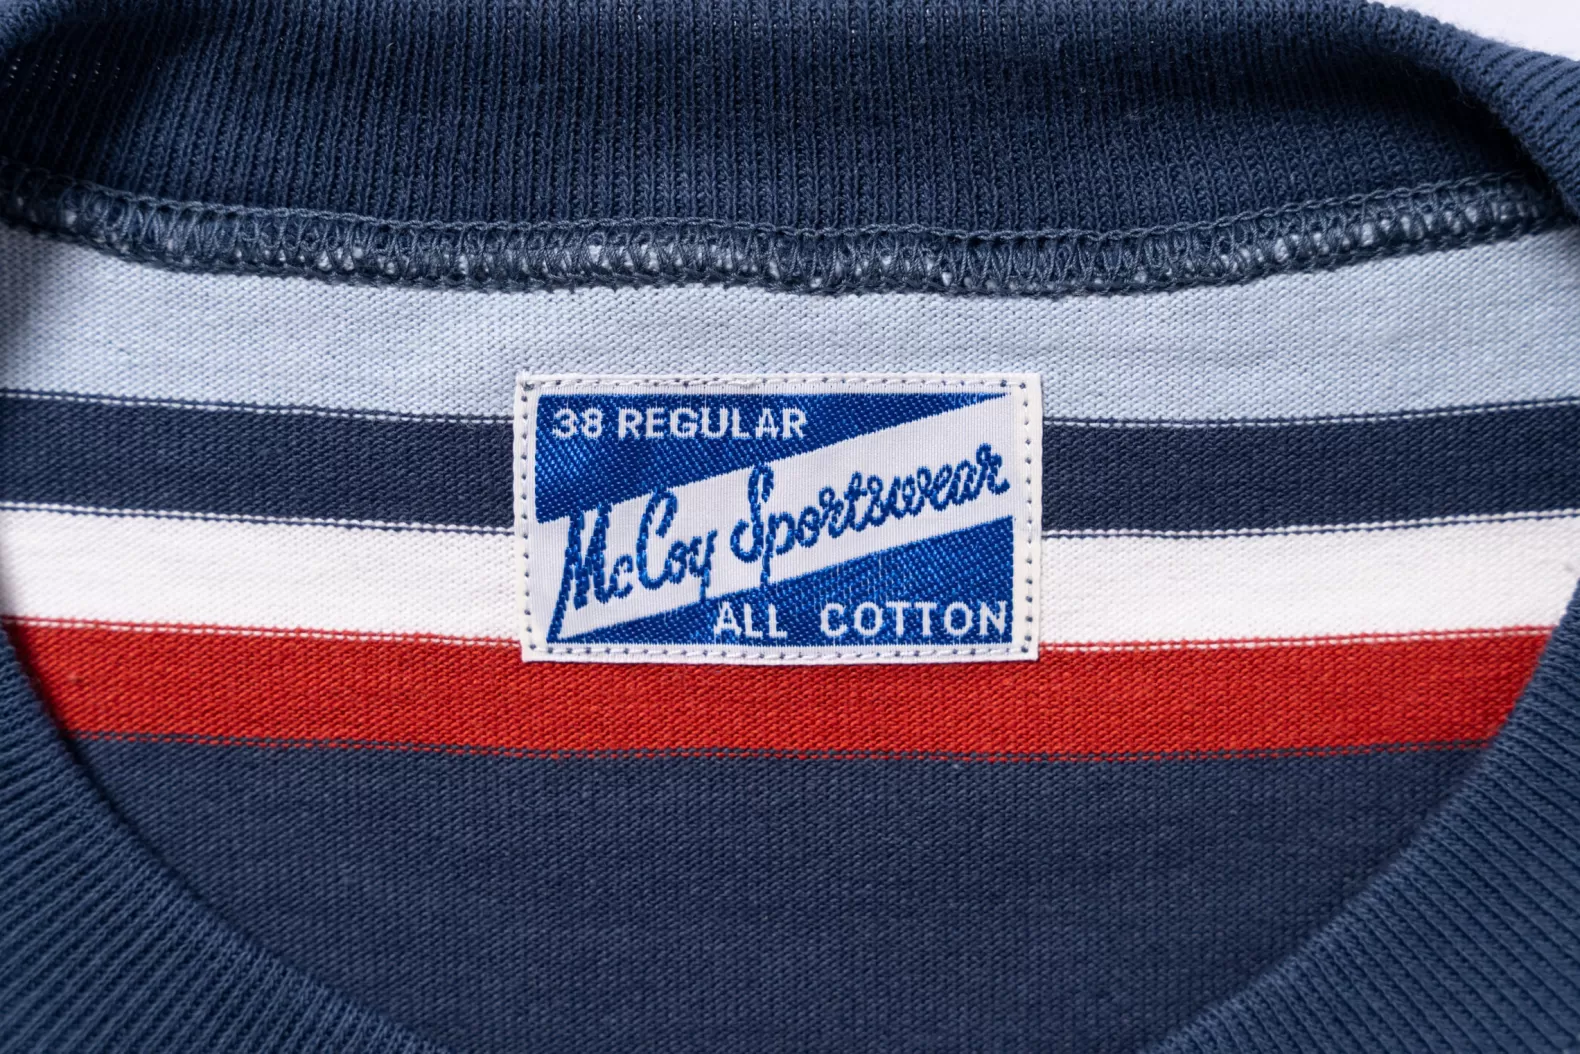 38 REGULAR
McCoy Sportswear
ALL COTTON